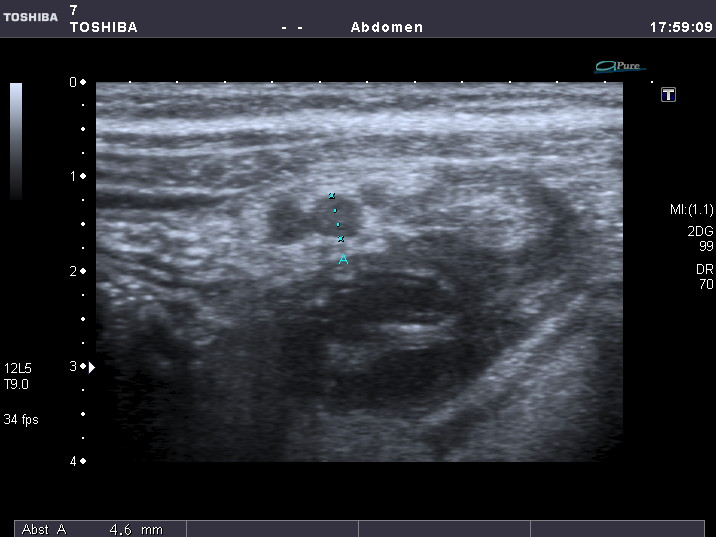 TOSHIBA
7
TOSHIBA - - Abdomen 17:59:09
APure
T
0
1
2
3
4
A
MI:(1.1)
2DG
99
DR
70
12L5
T9.0
34 fps
Abst A 4.6 mm